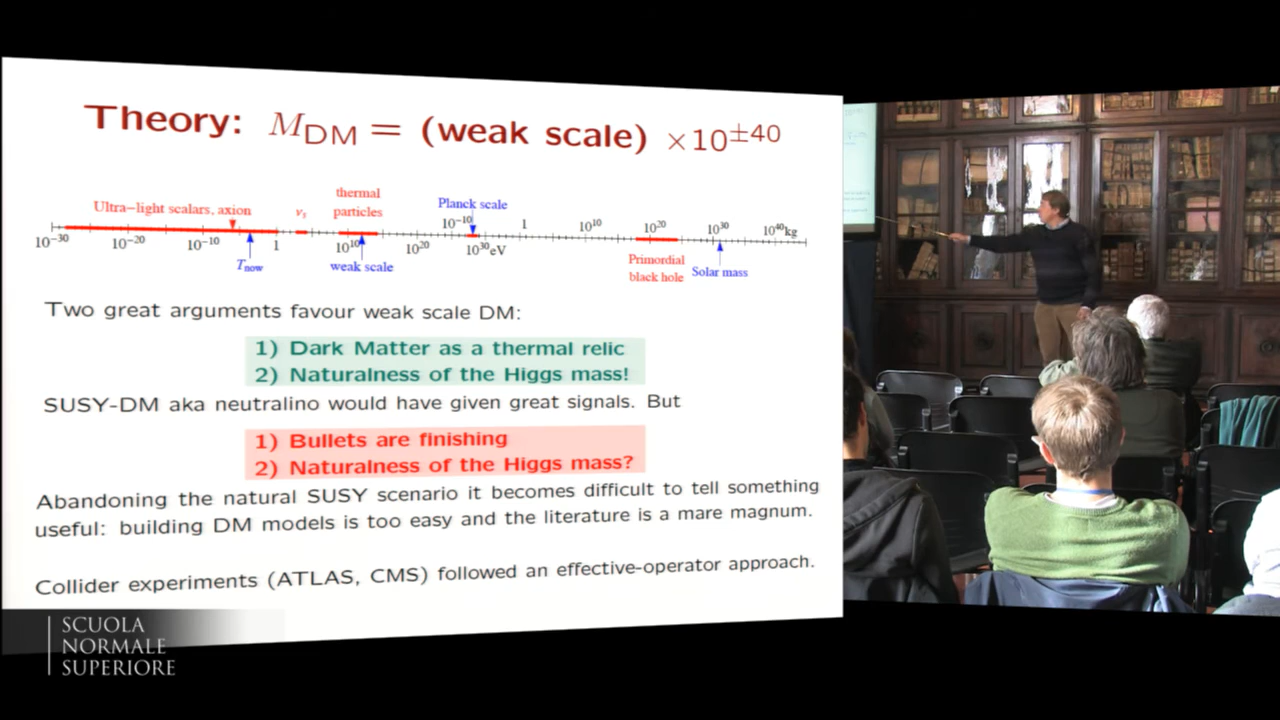 Theory: M_DM = (weak scale) ×10^±40
thermal
Ultra−light scalars, axion ν_s particles Planck scale
10^−10 1 10^10 10^20 10^30 10^40 kg
10^−30 10^−20 10^−10 1 10^10 10^20 10^30 eV
T_now weak scale Primordial
black hole Solar mass
Two great arguments favour weak scale DM:
1) Dark Matter as a thermal relic
2) Naturalness of the Higgs mass!
SUSY-DM aka neutralino would have given great signals. But
1) Bullets are finishing
2) Naturalness of the Higgs mass?
Abandoning the natural SUSY scenario it becomes difficult to tell something
useful: building DM models is too easy and the literature is a mare magnum.
Collider experiments (ATLAS, CMS) followed an effective-operator approach.
SCUOLA
NORMALE
SUPERIORE